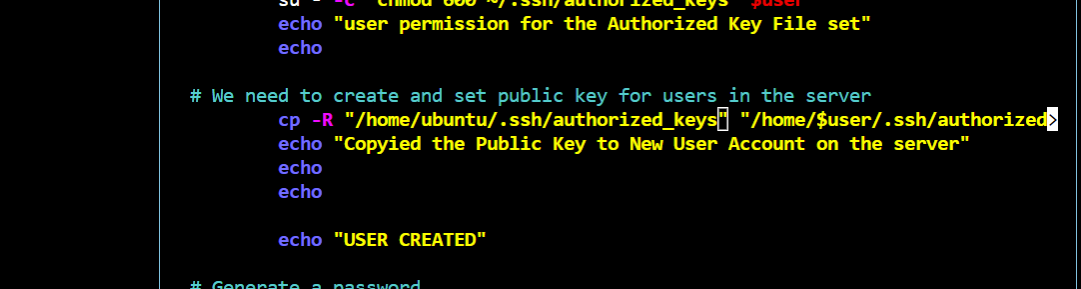 su - -c "chmod 600 ~/.ssh/authorized_keys" $user
echo "user permission for the Authorized Key File set"
echo
# We need to create and set public key for users in the server
cp -R "/home/ubuntu/.ssh/authorized_keys" "/home/$user/.ssh/authorized>
echo "Copyied the Public Key to New User Account on the server"
echo
echo
echo "USER CREATED"
# Generate a password